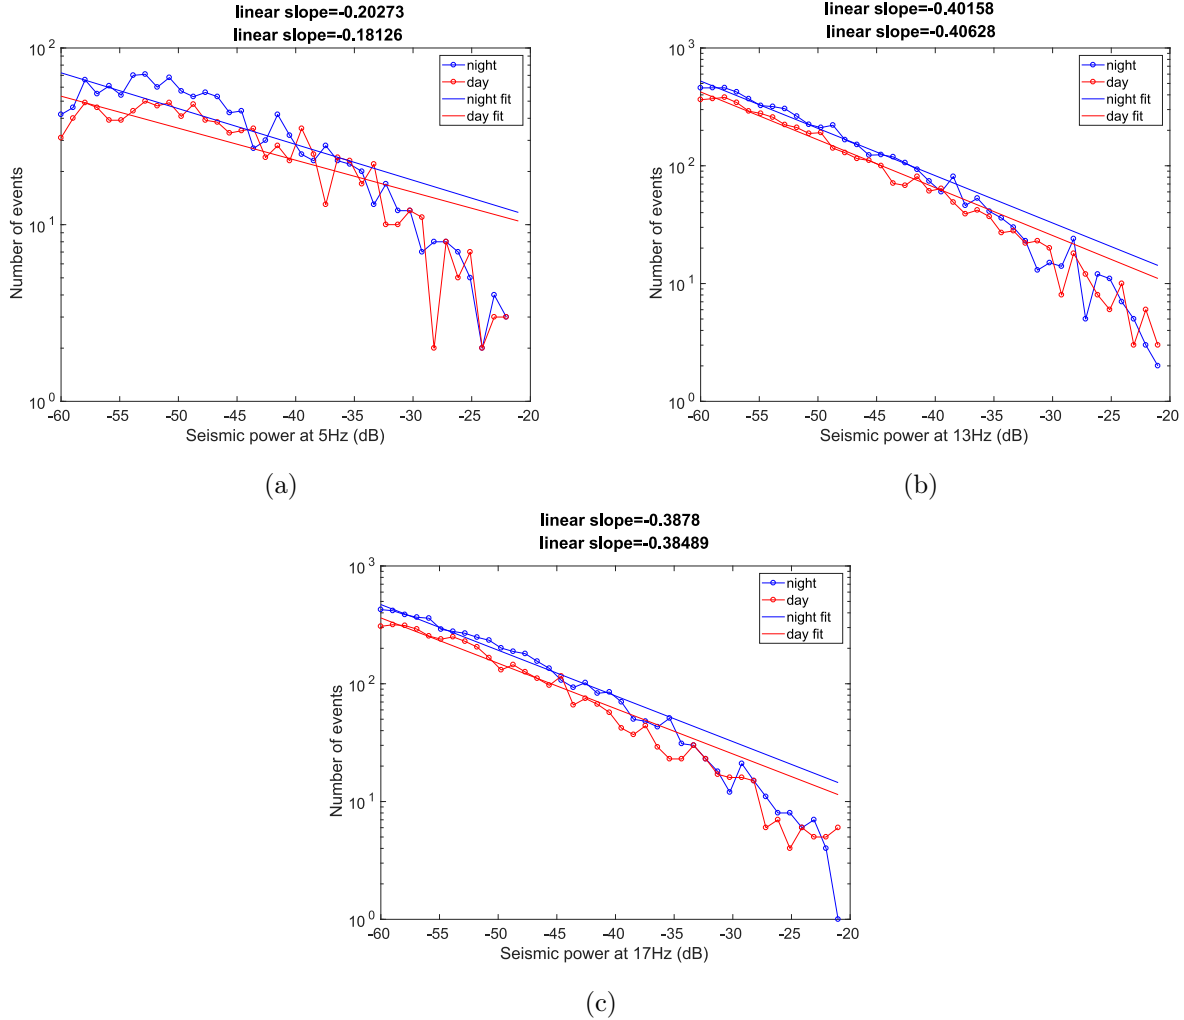 linear slope=-0.20273
linear slope=-0.18126
10^2
10^1
10^0
Number of events
-60 -55 -50 -45 -40 -35 -30 -25 -20
Seismic power at 5Hz (dB)
night
day
night fit
day fit
(a)
linear slope=-0.40158
linear slope=-0.40628
10^3
10^2
10^1
10^0
Number of events
-60 -55 -50 -45 -40 -35 -30 -25 -20
Seismic power at 13Hz (dB)
night
day
night fit
day fit
(b)
linear slope=-0.3878
linear slope=-0.38489
10^3
10^2
10^1
10^0
Number of events
-60 -55 -50 -45 -40 -35 -30 -25 -20
Seismic power at 17Hz (dB)
night
day
night fit
day fit
(c)